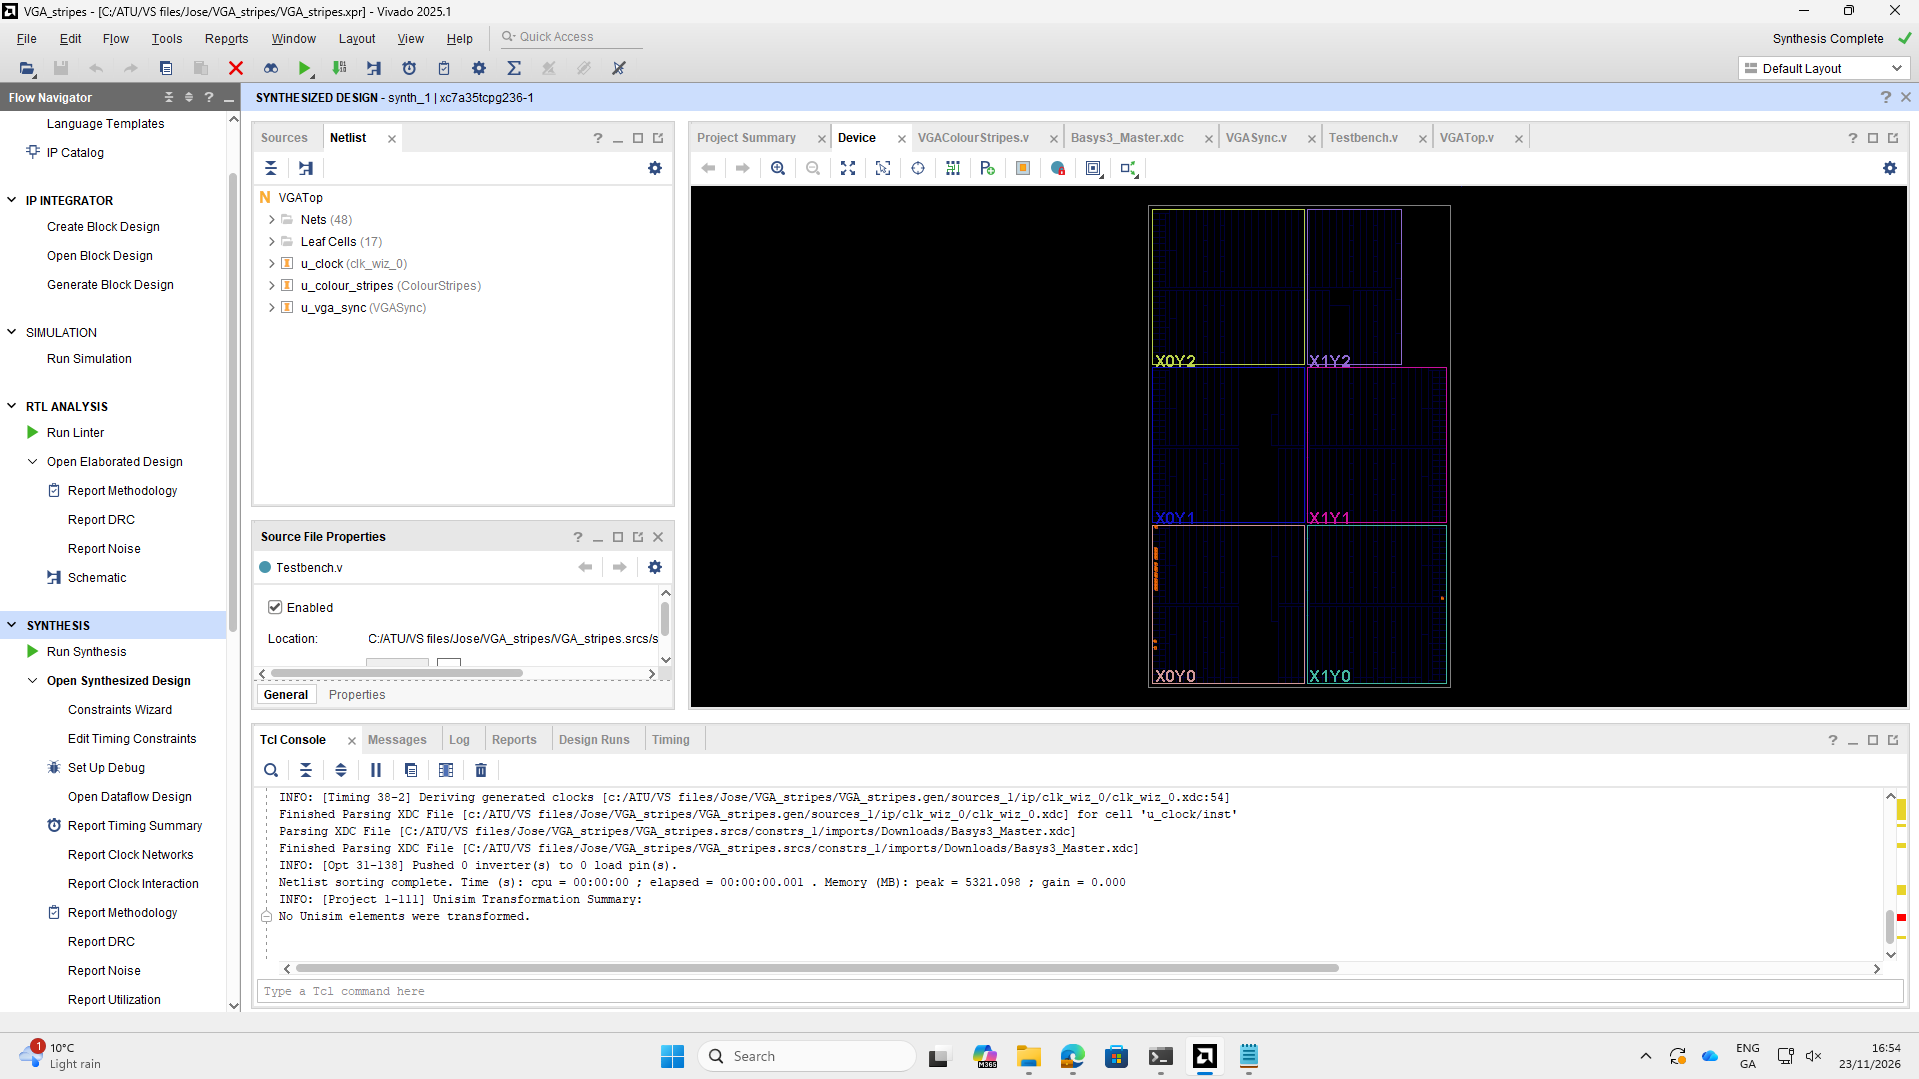 VGA_stripes - [C:/ATU/VS files/Jose/VGA_stripes/VGA_stripes.xpr] - Vivado 2025.1
File Edit Flow Tools Reports Window Layout View Help Quick Access
Synthesis Complete
Default Layout
Flow Navigator
Language Templates
IP Catalog
IP INTEGRATOR
Create Block Design
Open Block Design
Generate Block Design
SIMULATION
Run Simulation
RTL ANALYSIS
Run Linter
Open Elaborated Design
Report Methodology
Report DRC
Report Noise
Schematic
SYNTHESIS
Run Synthesis
Open Synthesized Design
Constraints Wizard
Edit Timing Constraints
Set Up Debug
Open Dataflow Design
Report Timing Summary
Report Clock Networks
Report Clock Interaction
Report Methodology
Report DRC
Report Noise
Report Utilization
SYNTHESIZED DESIGN - synth_1 | xc7a35tcpg236-1
Sources Netlist
VGATop
Nets (48)
Leaf Cells (17)
u_clock (clk_wiz_0)
u_colour_stripes (ColourStripes)
u_vga_sync (VGASync)
Source File Properties
Testbench.v
Enabled
Location: C:/ATU/VS files/Jose/VGA_stripes/VGA_stripes.srcs/s
General Properties
Project Summary Device VGAColourStripes.v Basys3_Master.xdc VGASync.v Testbench.v VGATop.v
X0Y2 X1Y2
X0Y1 X1Y1
X0Y0 X1Y0
Tcl Console Messages Log Reports Design Runs Timing
INFO: [Timing 38-2] Deriving generated clocks [c:/ATU/VS files/Jose/VGA_stripes/VGA_stripes.gen/sources_1/ip/clk_wiz_0/clk_wiz_0.xdc:54]
Finished Parsing XDC File [c:/ATU/VS files/Jose/VGA_stripes/VGA_stripes.gen/sources_1/ip/clk_wiz_0/clk_wiz_0.xdc] for cell 'u_clock/inst'
Parsing XDC File [C:/ATU/VS files/Jose/VGA_stripes/VGA_stripes.srcs/constrs_1/imports/Downloads/Basys3_Master.xdc]
Finished Parsing XDC File [C:/ATU/VS files/Jose/VGA_stripes/VGA_stripes.srcs/constrs_1/imports/Downloads/Basys3_Master.xdc]
INFO: [Opt 31-138] Pushed 0 inverter(s) to 0 load pin(s).
Netlist sorting complete. Time (s): cpu = 00:00:00 ; elapsed = 00:00:00.001 . Memory (MB): peak = 5321.098 ; gain = 0.000
INFO: [Project 1-111] Unisim Transformation Summary:
No Unisim elements were transformed.
Type a Tcl command here
1
10°C
Light rain
Search
M365
ENG
GA
16:54
23/11/2026